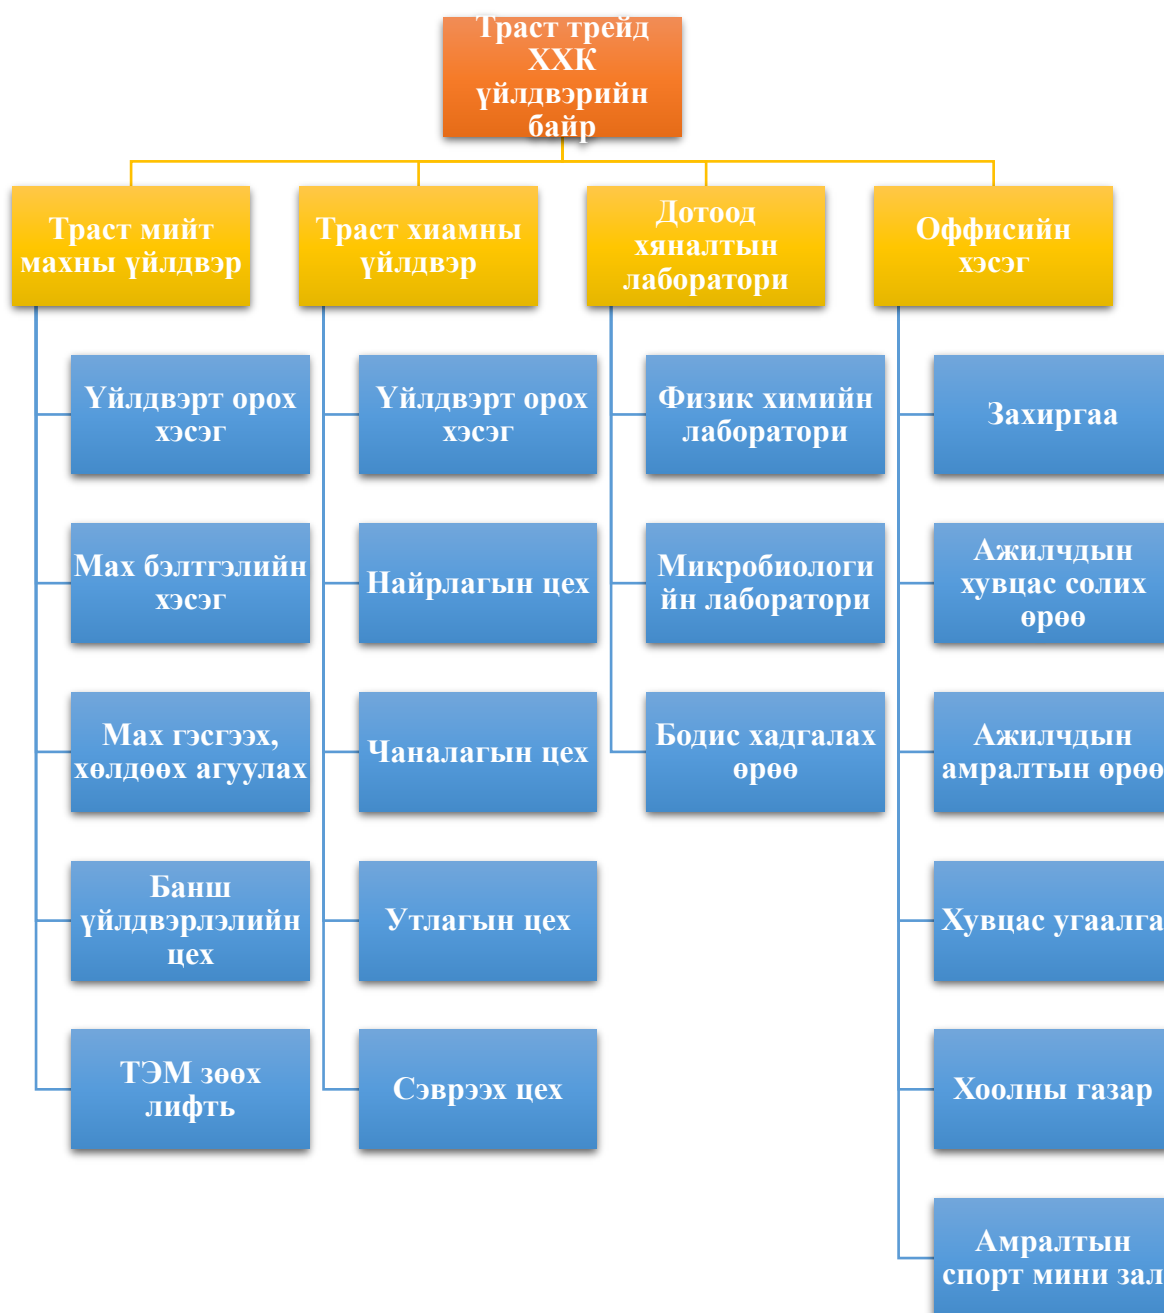 Траст трейд
ХХК
үйлдвэрийн
байр
Траст мийт
махны үйлдвэр
Траст хиамны
үйлдвэр
Дотоод
хяналтын
лаборатори
Оффисийн
хэсэг
Үйлдвэрт орох
хэсэг
Мах бэлтгэлийн
хэсэг
Мах гэсгээх,
хөлдөөх агуулах
Банш
үйлдвэрлэлийн
цех
ТЭМ зөөх
лифть
Үйлдвэрт орох
хэсэг
Найрлагын цех
Чаналагын цех
Утлагын цех
Сэврээх цех
Физик химийн
лаборатори
Микробиологи
йн лаборатори
Бодис хадгалах
өрөө
Захиргаа
Ажилчдын
хувцас солих
өрөө
Ажилчдын
амралтын өрөө
Хувцас угаалга
Хоолны газар
Амралтын
спорт мини зал